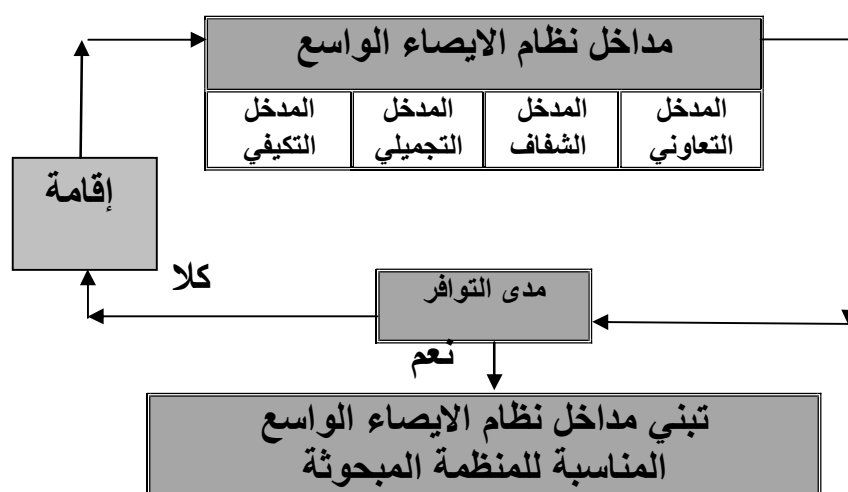 مداخل نظام الايصاء الواسع
المدخل التعاوني
المدخل الشفاف
المدخل التجميلي
المدخل التكيفي
إقامة
مدى التوافر
كلا
نعم
تبني مداخل نظام الايصاء الواسع
المناسبة للمنظمة المبحوثة